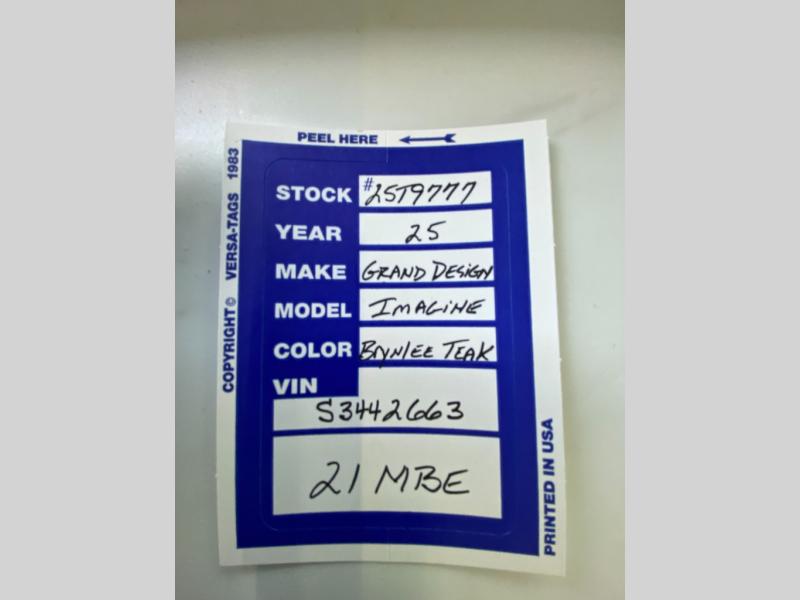 PEEL HERE
STOCK #25T9777
YEAR 25
MAKE GRAND DESIGN
MODEL IMAGINE
COLOR Brynlee TEAK
VIN
S3442663
21 MBE
COPYRIGHT © VERSA-TAGS 1983
PRINTED IN USA